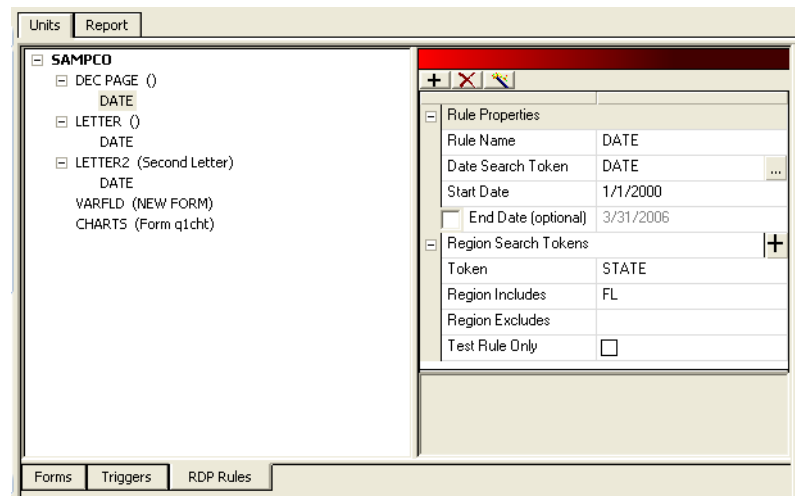 Units Report
SAMPCO
DEC PAGE ()
DATE
LETTER ()
DATE
LETTER2 (Second Letter)
DATE
VARFLD (NEW FORM)
CHARTS (Form q1cht)
Rule Properties
Rule Name DATE
Date Search Token DATE ...
Start Date 1/1/2000
End Date (optional) 3/31/2006
Region Search Tokens
Token STATE
Region Includes FL
Region Excludes
Test Rule Only
Forms Triggers RDP Rules